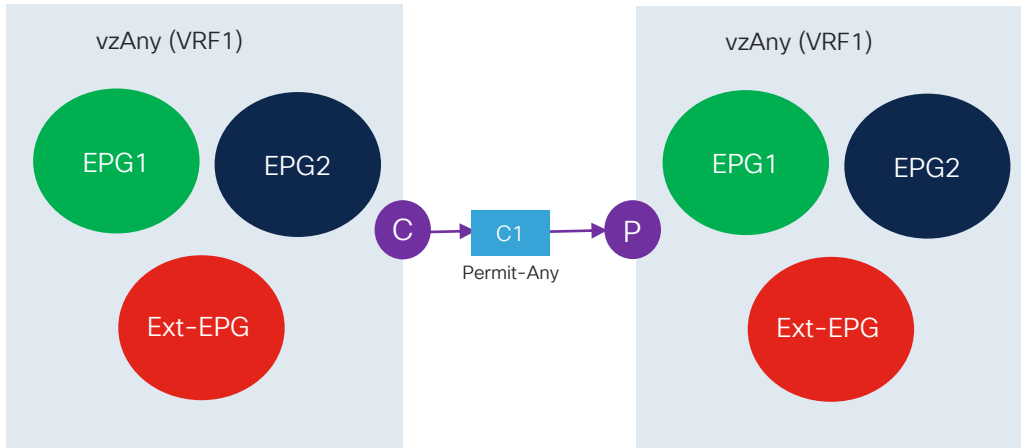 vzAny (VRF1)
EPG1
EPG2
Ext-EPG
C
C1
Permit-Any
P
vzAny (VRF1)
EPG1
EPG2
Ext-EPG